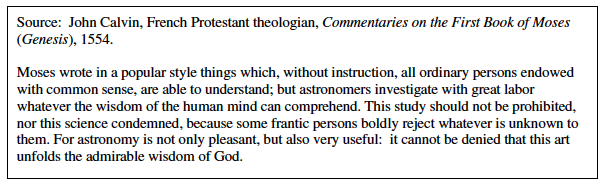 Source:  John Calvin, French Protestant theologian, Commentaries on the First Book of Moses
(Genesis), 1554.
Moses wrote in a popular style things which, without instruction, all ordinary persons endowed
with common sense, are able to understand; but astronomers investigate with great labor
whatever the wisdom of the human mind can comprehend. This study should not be prohibited,
nor this science condemned, because some frantic persons boldly reject whatever is unknown to
them. For astronomy is not only pleasant, but also very useful:  it cannot be denied that this art
unfolds the admirable wisdom of God.